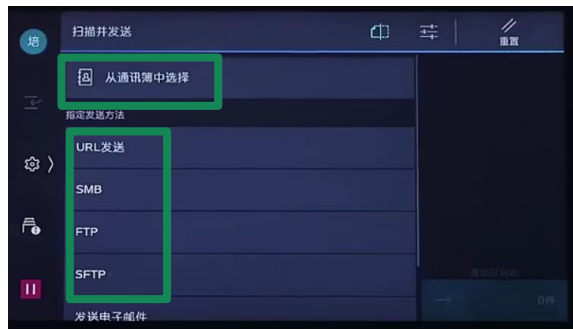 培
扫描并发送
重置
从通讯簿中选择
指定发送方法
URL发送
SMB
FTP
SFTP
发送电子邮件
0件